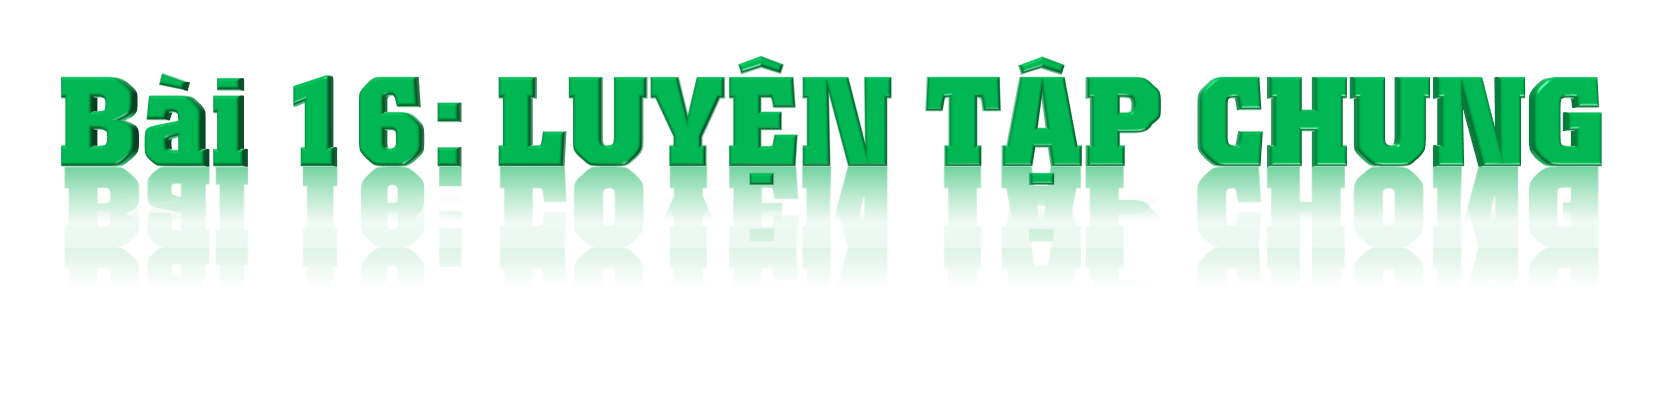 Bài 16: LUYỆN TẬP CHUNG